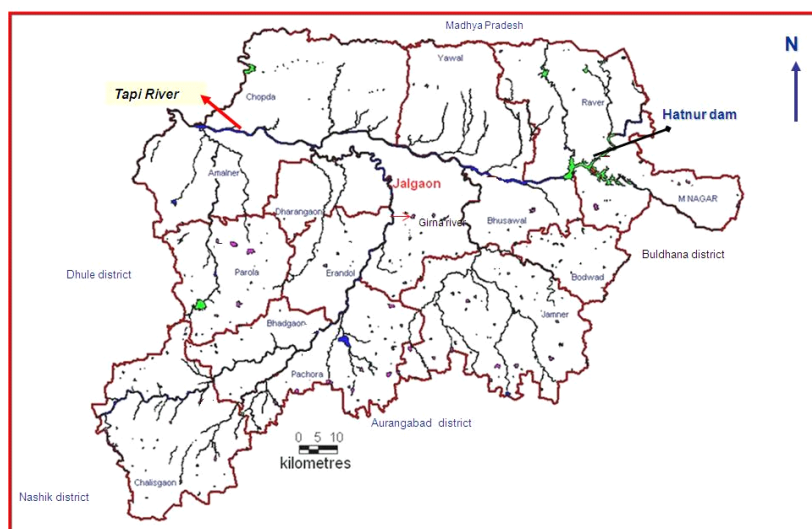 Madhya Pradesh
N
Yawal
Tapi River
Chopda
Raver
Hatnur dam
Amalner
Jalgaon
M NAGAR
Dharangaon
Bhusawal
Girna river
Buldhana district
Dhule district
Parola
Erandol
Bodwad
Jamner
Bhadgaon
Pachora
Aurangabad district
0 5 10
kilometres
Chalisgaon
Nashik district